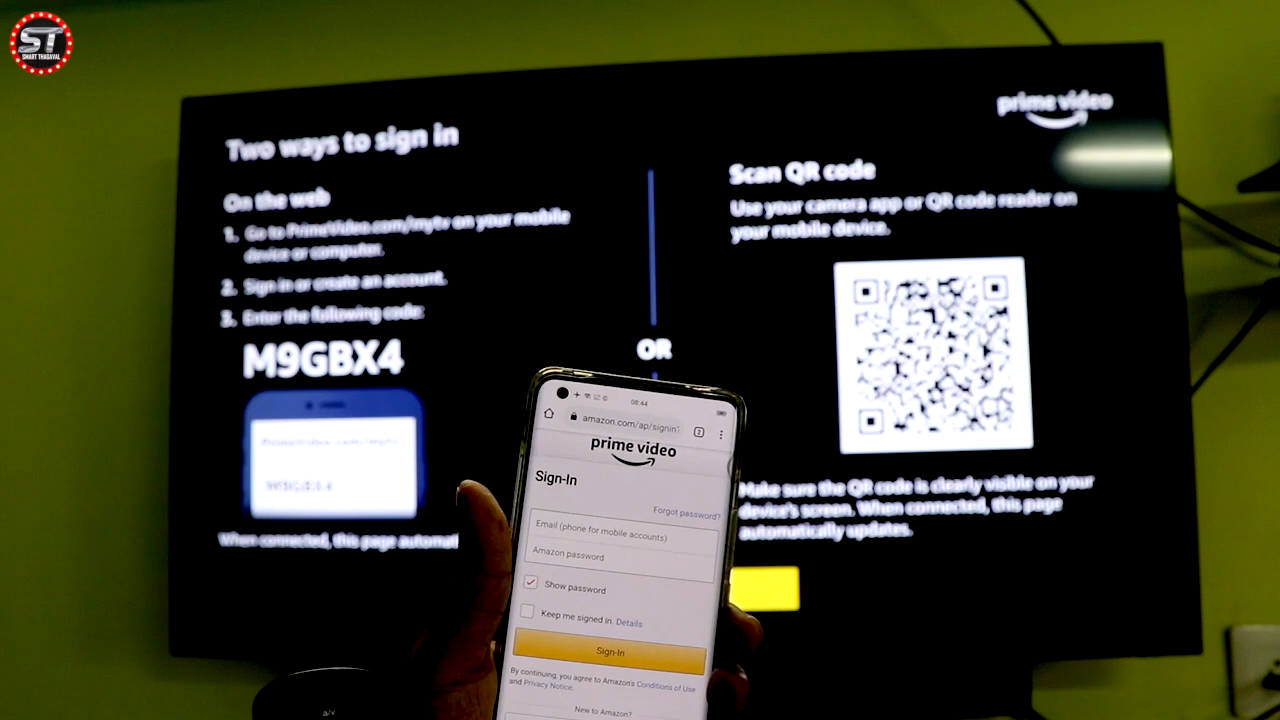 ST
SMART THAGAVAL
prime video
Two ways to sign in
On the web
1. Go to PrimeVideo.com/mytv on your mobile
device or computer.
2. Sign in or create an account.
3. Enter the following code:
M9GBX4
When connected, this page automati
OR
Scan QR code
Use your camera app or QR code reader on
your mobile device.
Make sure the QR code is clearly visible on your
device's screen. When connected, this page
automatically updates.
08:44
amazon.com/ap/signin?
2
prime video
Sign-In
Forgot password?
Email (phone for mobile accounts)
Amazon password
Show password
Keep me signed in. Details
Sign-In
By continuing, you agree to Amazon's Conditions of Use
and Privacy Notice.
New to Amazon?
a/v